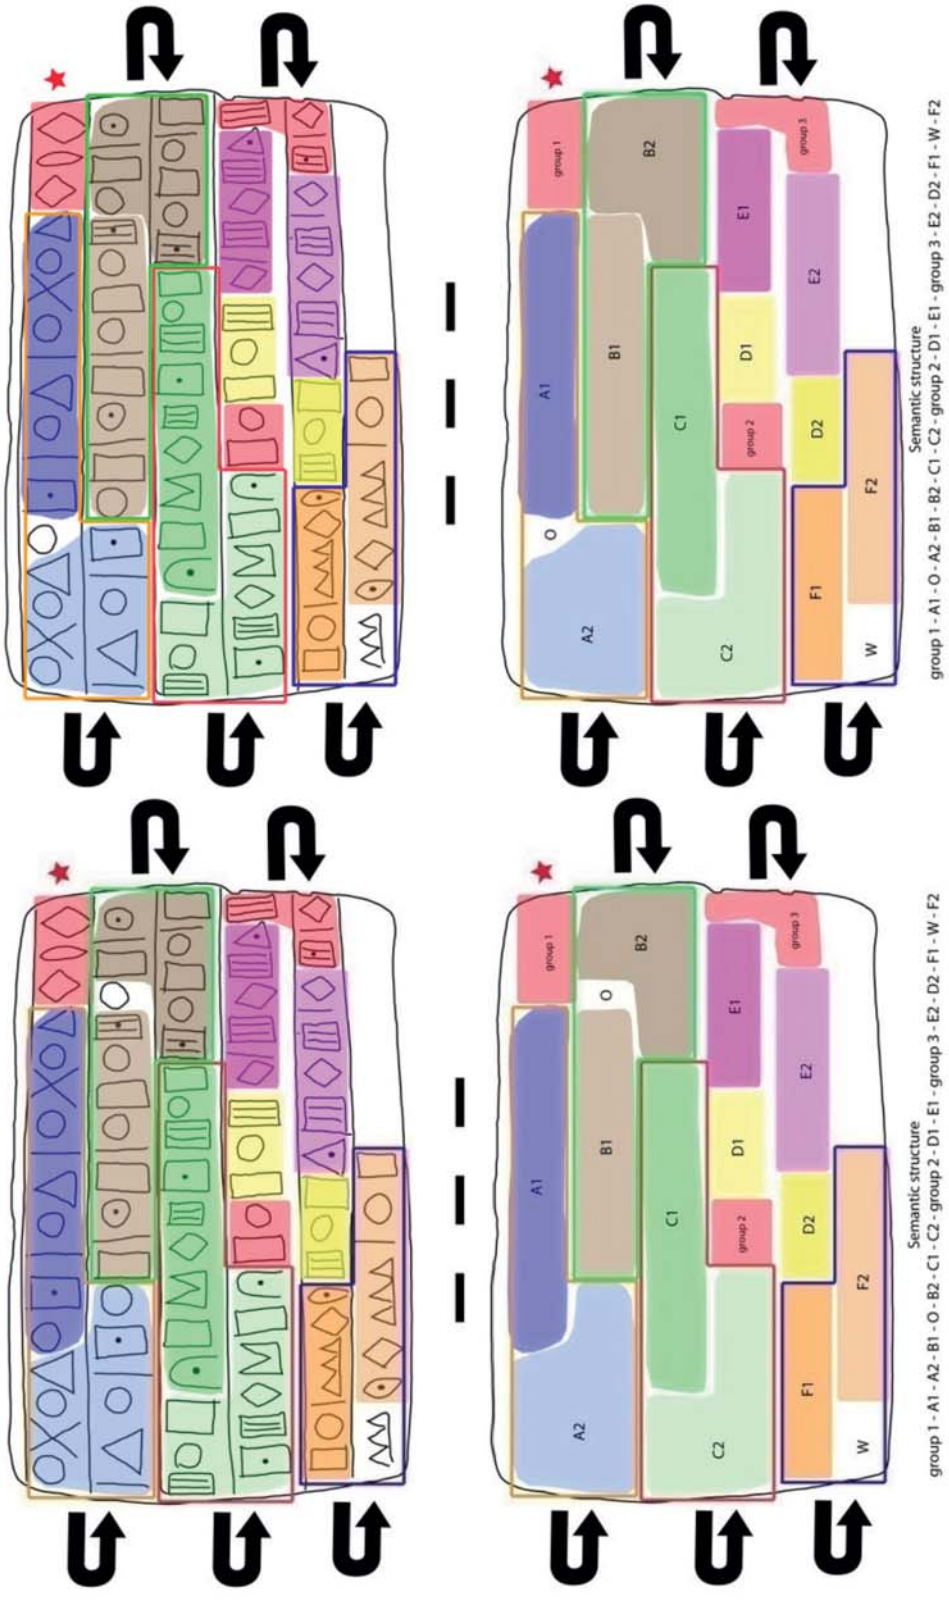 group 1
A1
O
A2
B1
B2
C1
C2
group 2
D1
E1
group 3
E2
D2
F1
W
F2
Semantic structure
group 1 - A1 - O - A2 - B1 - B2 - C1 - C2 - group 2 - D1 - E1 - group 3 - E2 - D2 - F1 - W - F2
group 1
A1
A2
B1
O
B2
C1
C2
group 2
D1
E1
group 3
E2
D2
F1
W
F2
Semantic structure
group 1 - A1 - A2 - B1 - O - B2 - C1 - C2 - group 2 - D1 - E1 - group 3 - E2 - D2 - F1 - W - F2